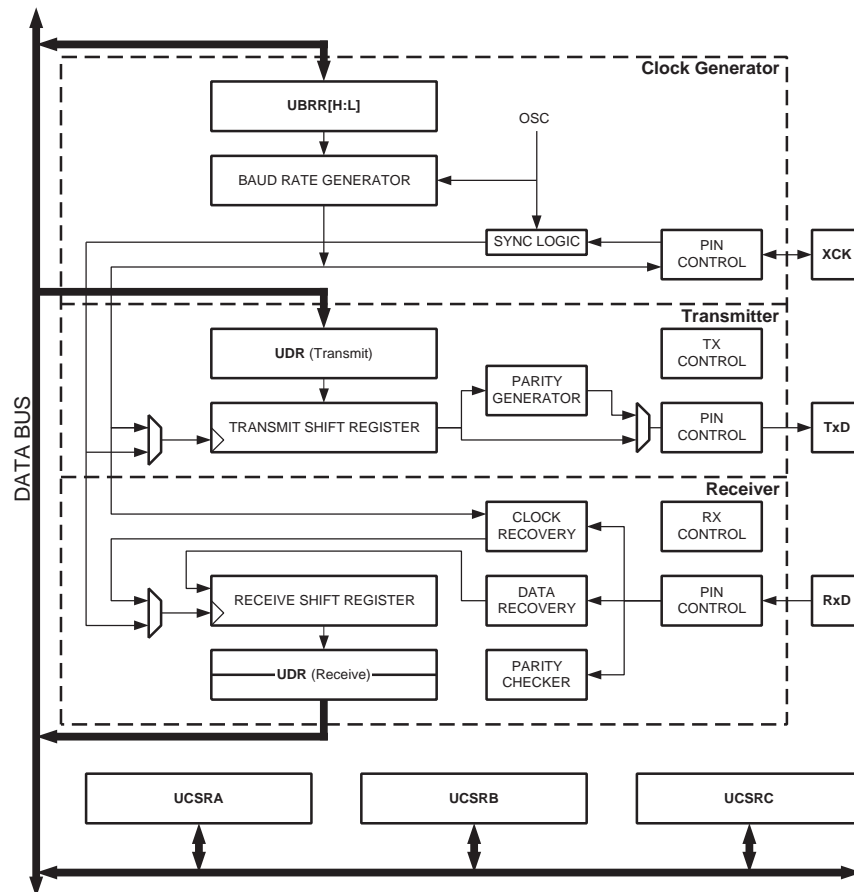 Clock Generator
UBRR[H:L]
OSC
BAUD RATE GENERATOR
SYNC LOGIC
PIN
CONTROL
XCK
Transmitter
UDR (Transmit)
TX
CONTROL
PARITY
GENERATOR
TRANSMIT SHIFT REGISTER
PIN
CONTROL
TxD
DATA BUS
Receiver
CLOCK
RECOVERY
RX
CONTROL
RECEIVE SHIFT REGISTER
DATA
RECOVERY
PIN
CONTROL
RxD
UDR (Receive)
PARITY
CHECKER
UCSRA
UCSRB
UCSRC